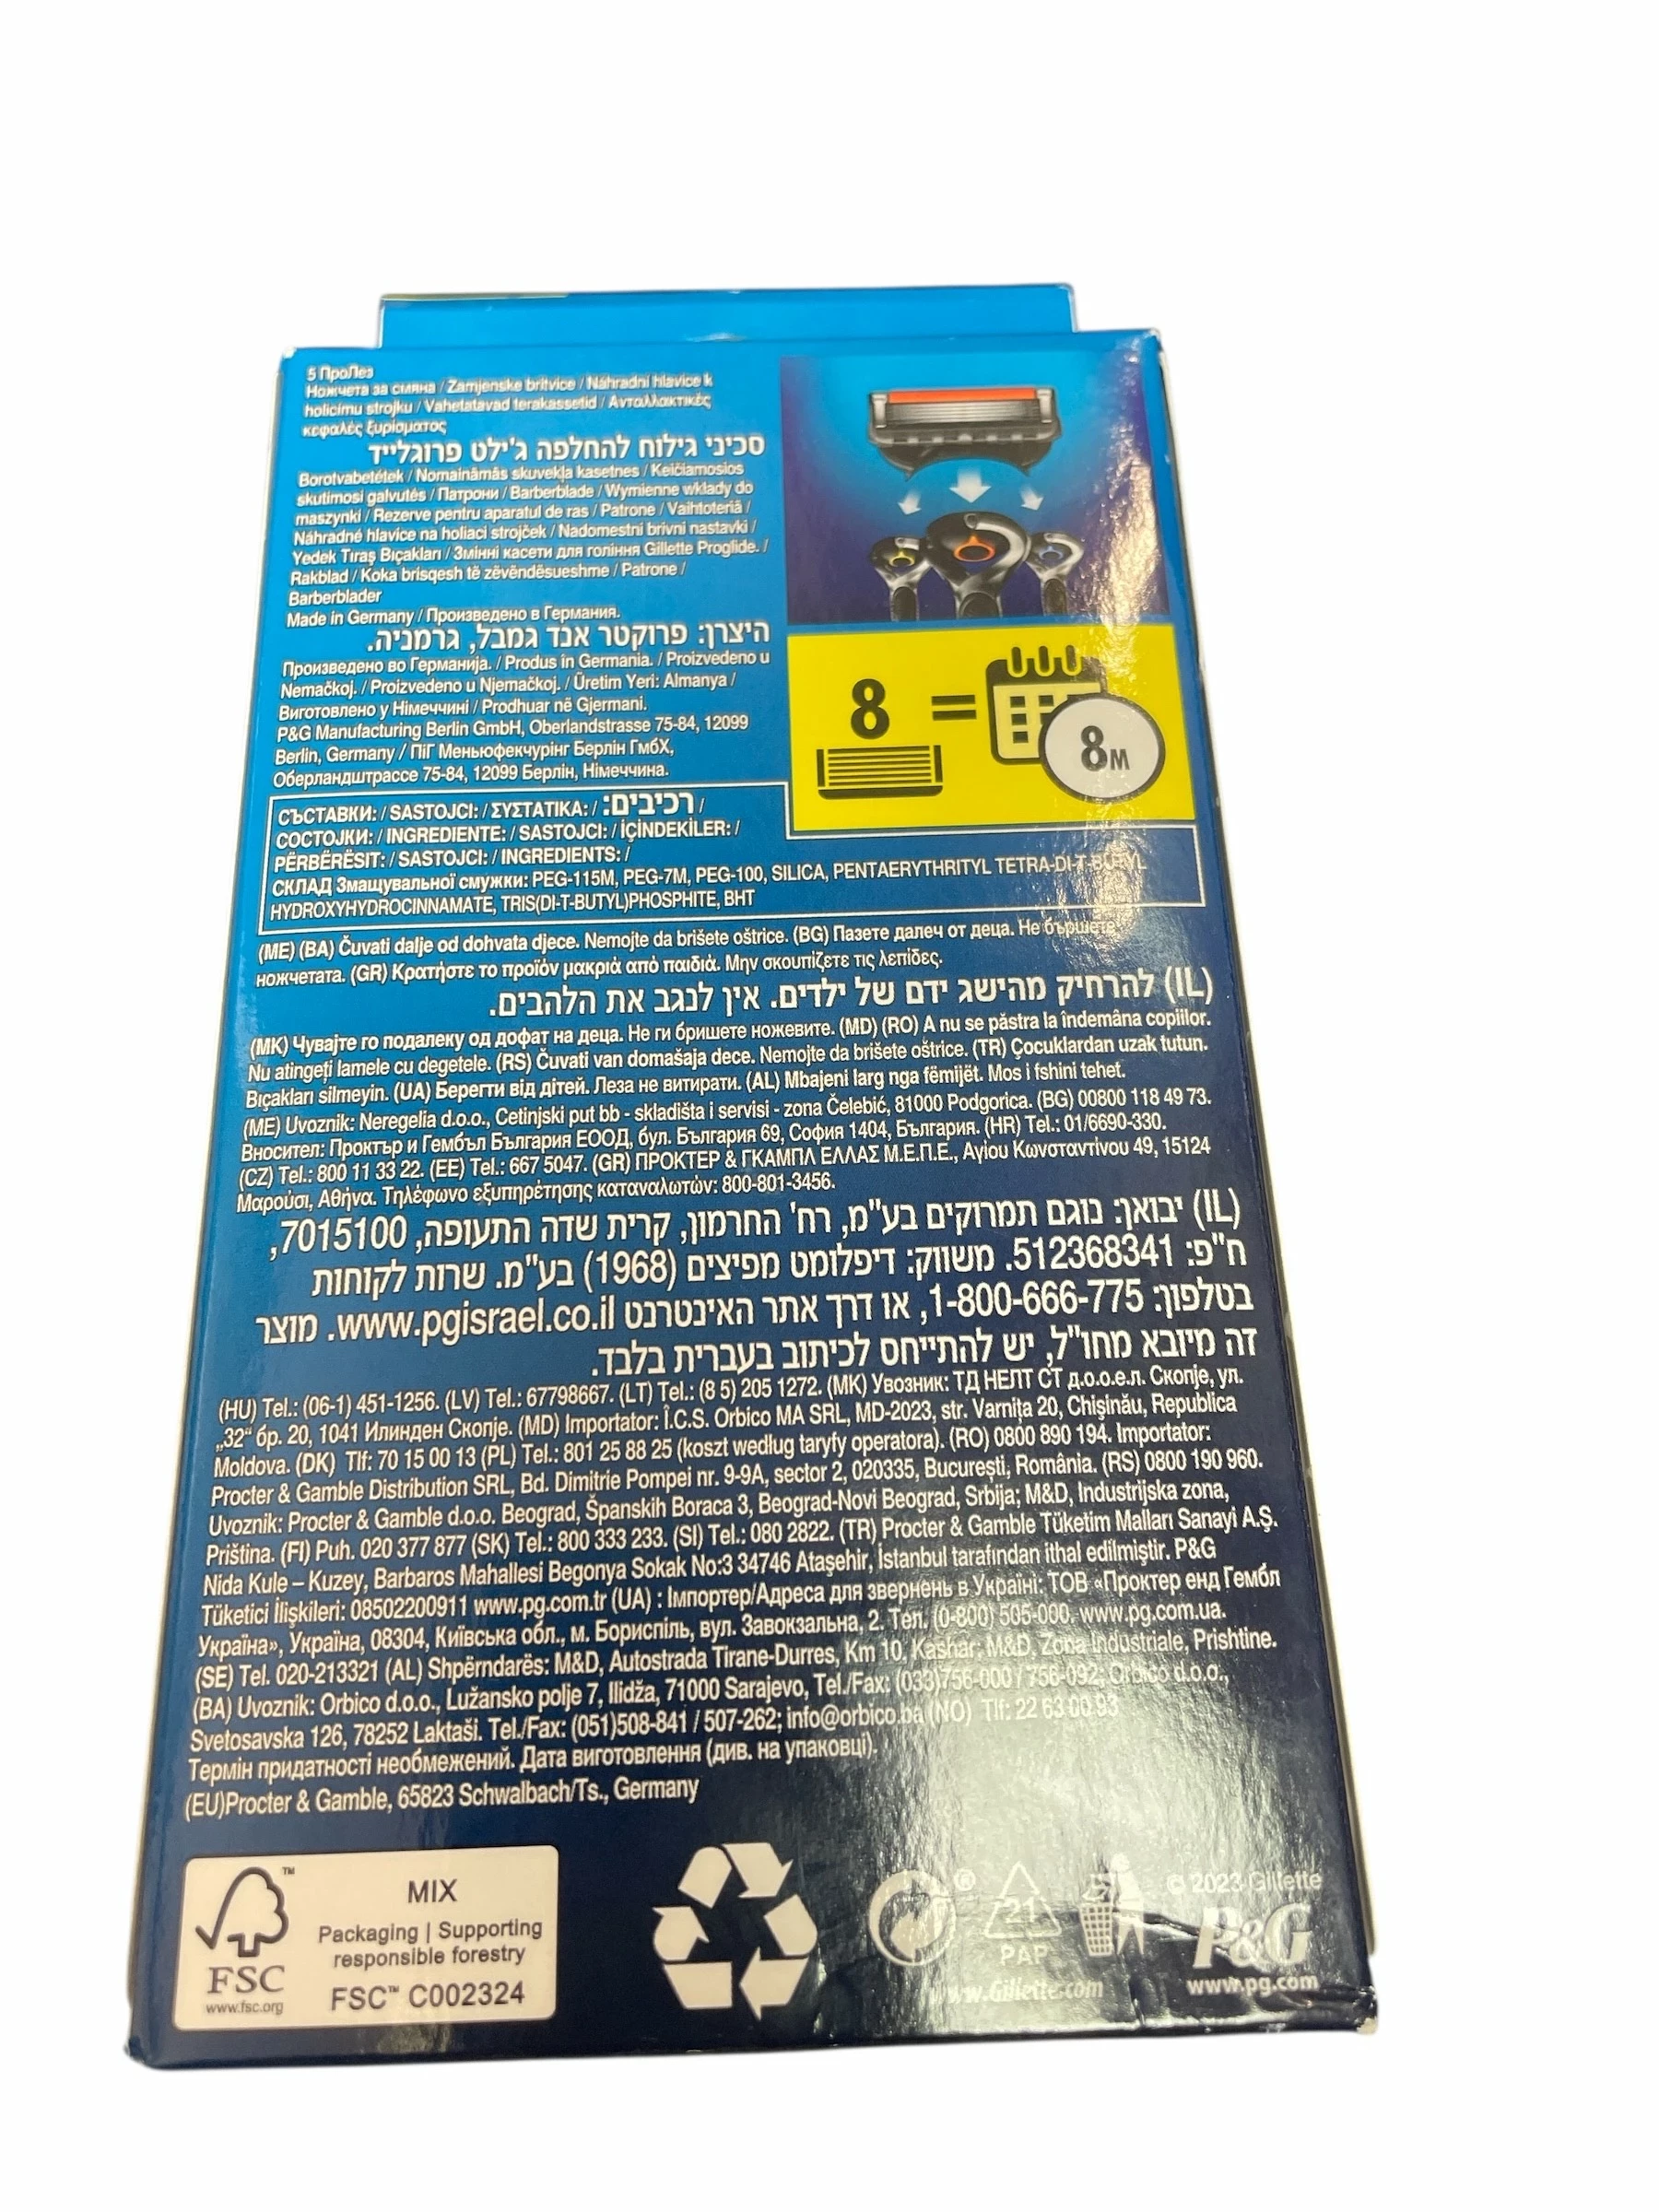 5 ПроЛез
Ножчета за смяна / Zamjenske britvice / Náhradní hlavice k
holicímu strojku / Vahetatavad terakassetid / Ανταλλακτικές
κεφαλές ξυρίσματος
סכיני גילוח להחלפה ג'ילט פרוגלייד
Borotvabetétek / Nomaināmās skuvekļa kasetnes / Keičiamosios
skutimosi galvutės / Патрони / Barberblade / Wymienne wkłady do
maszynki / Rezerve pentru aparatul de ras / Patrone / Vaihtoteriä /
Náhradné hlavice na holiaci strojček / Nadomestni brivni nastavki /
Yedek Tıraş Bıçakları / Змінні касети для гоління Gillette Proglide. /
Rakblad / Koka brisqesh të zëvëndësueshme / Patrone /
Barberblader
Made in Germany / Произведено в Германия.
היצרן: פרוקטר אנד גמבל, גרמניה.
Произведено во Германија. / Produs în Germania. / Proizvedeno u
Nemačkoj. / Proizvedeno u Njemačkoj. / Üretim Yeri: Almanya /
Виготовлено у Німеччині / Prodhuar në Gjermani.
P&G Manufacturing Berlin GmbH, Oberlandstrasse 75-84, 12099
Berlin, Germany / ПіГ Меньюфекчурінг Берлін ГмбХ,
Оберландштрассе 75-84, 12099 Берлін, Німеччина.
8 = 8M
СЪСТАВКИ: / SASTOJCI: / ΣΥΣΤΑΤΙΚΑ: / רכיבים: /
СОСТОЈКИ: / INGREDIENTE: / SASTOJCI: / İÇİNDEKİLER: /
PËRBËRËSIT: / SASTOJCI: / INGREDIENTS: /
СКЛАД Змащувальної смужки: PEG-115M, PEG-7M, PEG-100, SILICA, PENTAERYTHRITYL TETRA-DI-T-BUTYL
HYDROXYHYDROCINNAMATE, TRIS(DI-T-BUTYL)PHOSPHITE, BHT
(ME) (BA) Čuvati dalje od dohvata djece. Nemojte da brišete oštrice. (BG) Пазете далеч от деца. Не бършете
ножчетата. (GR) Κρατήστε το προϊόν μακριά από παιδιά. Μην σκουπίζετε τις λεπίδες.
(IL) להרחיק מהישג ידם של ילדים. אין לנגב את הלהבים.
(MK) Чувајте го подалеку од дофат на деца. Не ги бришете ножевите. (MD) (RO) A nu se păstra la îndemâna copiilor.
Nu atingeți lamele cu degetele. (RS) Čuvati van domašaja dece. Nemojte da brišete oštrice. (TR) Çocuklardan uzak tutun.
Bıçakları silmeyin. (UA) Берегти від дітей. Леза не витирати. (AL) Mbajeni larg nga fëmijët. Mos i fshini tehet.
(ME) Uvoznik: Neregelia d.o.o., Cetinjski put bb - skladišta i servisi - zona Čelebić, 81000 Podgorica. (BG) 00800 118 49 73.
Вносител: Проктър и Гембъл България ЕООД, бул. България 69, София 1404, България. (HR) Tel.: 01/6690-330.
(CZ) Tel.: 800 11 33 22. (EE) Tel.: 667 5047. (GR) ΠΡΟΚΤΕΡ & ΓΚΑΜΠΛ ΕΛΛΑΣ Μ.Ε.Π.Ε., Αγίου Κωνσταντίνου 49, 15124
Μαρούσι, Αθήνα. Τηλέφωνο εξυπηρέτησης καταναλωτών: 800-801-3456.
(IL) יבואן: נוגם תמרוקים בע"מ, רח' החרמון, קרית שדה התעופה, 7015100,
ח"פ: 512368341. משווק: דיפלומט מפיצים (1968) בע"מ. שרות לקוחות
בטלפון: 1-800-666-775, או דרך אתר האינטרנט www.pgisrael.co.il. מוצר
זה מיובא מחו"ל, יש להתייחס לכיתוב בעברית בלבד.
(HU) Tel.: (06-1) 451-1256. (LV) Tel.: 67798667. (LT) Tel.: (8 5) 205 1272. (MK) Увозник: ТД НЕЛТ СТ д.о.о.е.л. Скопје, ул.
„32“ бр. 20, 1041 Илинден Скопје. (MD) Importator: Î.C.S. Orbico MA SRL, MD-2023, str. Varnița 20, Chișinău, Republica
Moldova. (DK) Tlf: 70 15 00 13 (PL) Tel.: 801 25 88 25 (koszt według taryfy operatora). (RO) 0800 890 194. Importator:
Procter & Gamble Distribution SRL, Bd. Dimitrie Pompei nr. 9-9A, sector 2, 020335, București, România. (RS) 0800 190 960.
Uvoznik: Procter & Gamble d.o.o. Beograd, Španskih Boraca 3, Beograd-Novi Beograd, Srbija; M&D, Industrijska zona,
Priština. (FI) Puh. 020 377 877 (SK) Tel.: 800 333 233. (SI) Tel.: 080 2822. (TR) Procter & Gamble Tüketim Malları Sanayi A.Ş.
Nida Kule – Kuzey, Barbaros Mahallesi Begonya Sokak No:3 34746 Ataşehir, İstanbul tarafından ithal edilmiştir. P&G
Tüketici İlişkileri: 08502200911 www.pg.com.tr (UA) : Імпортер/Адреса для звернень в Україні: ТОВ «Проктер енд Гембл
Україна», Україна, 08304, Київська обл., м. Бориспіль, вул. Завокзальна, 2. Тел. (0-800) 505-000. www.pg.com.ua.
(SE) Tel. 020-213321 (AL) Shpërndarës: M&D, Autostrada Tirane-Durres, Km 10, Kashar; M&D, Zona Industriale, Prishtine.
(BA) Uvoznik: Orbico d.o.o., Lužansko polje 7, Ilidža, 71000 Sarajevo, Tel./Fax: (033)756-000 / 756-092; Orbico d.o.o.,
Svetosavska 126, 78252 Laktaši. Tel./Fax: (051)508-841 / 507-262; info@orbico.ba (NO) Tlf: 22 63 00 93
Термін придатності необмежений. Дата виготовлення (див. на упаковці).
(EU)Procter & Gamble, 65823 Schwalbach/Ts., Germany
FSC™
www.fsc.org
MIX
Packaging | Supporting
responsible forestry
FSC™ C002324
®
21
PAP
www.Gillette.com
© 2023 Gillette
P&G
www.pg.com